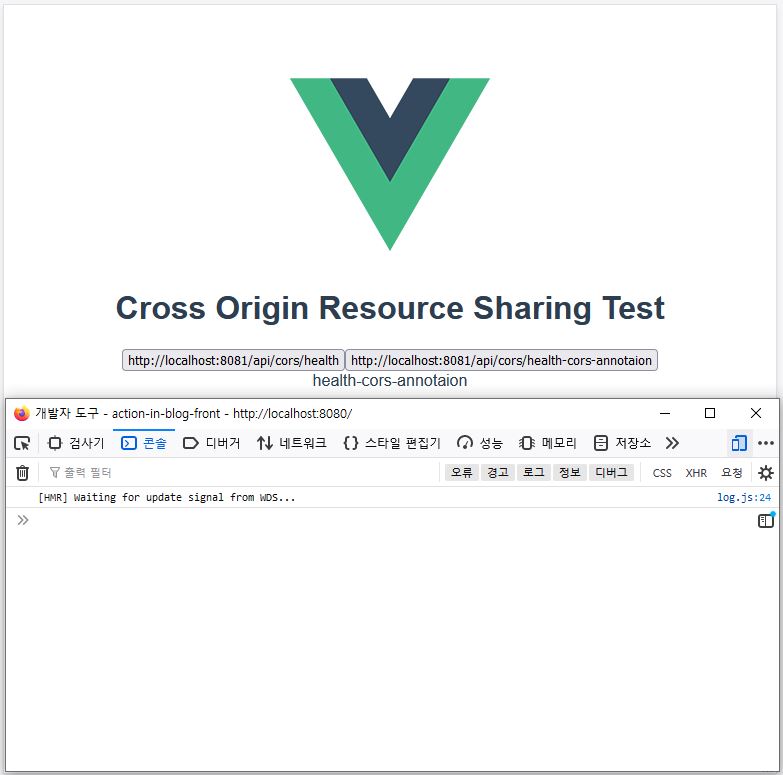 Cross Origin Resource Sharing Test
http://localhost:8081/api/cors/health http://localhost:8081/api/cors/health-cors-annotaion
health-cors-annotaion
개발자 도구 - action-in-blog-front - http://localhost:8080/
검사기 콘솔 디버거 네트워크 스타일 편집기 성능 메모리 저장소
출력 필터 오류 경고 로그 정보 디버그 CSS XHR 요청
[HMR] Waiting for update signal from WDS... log.js:24